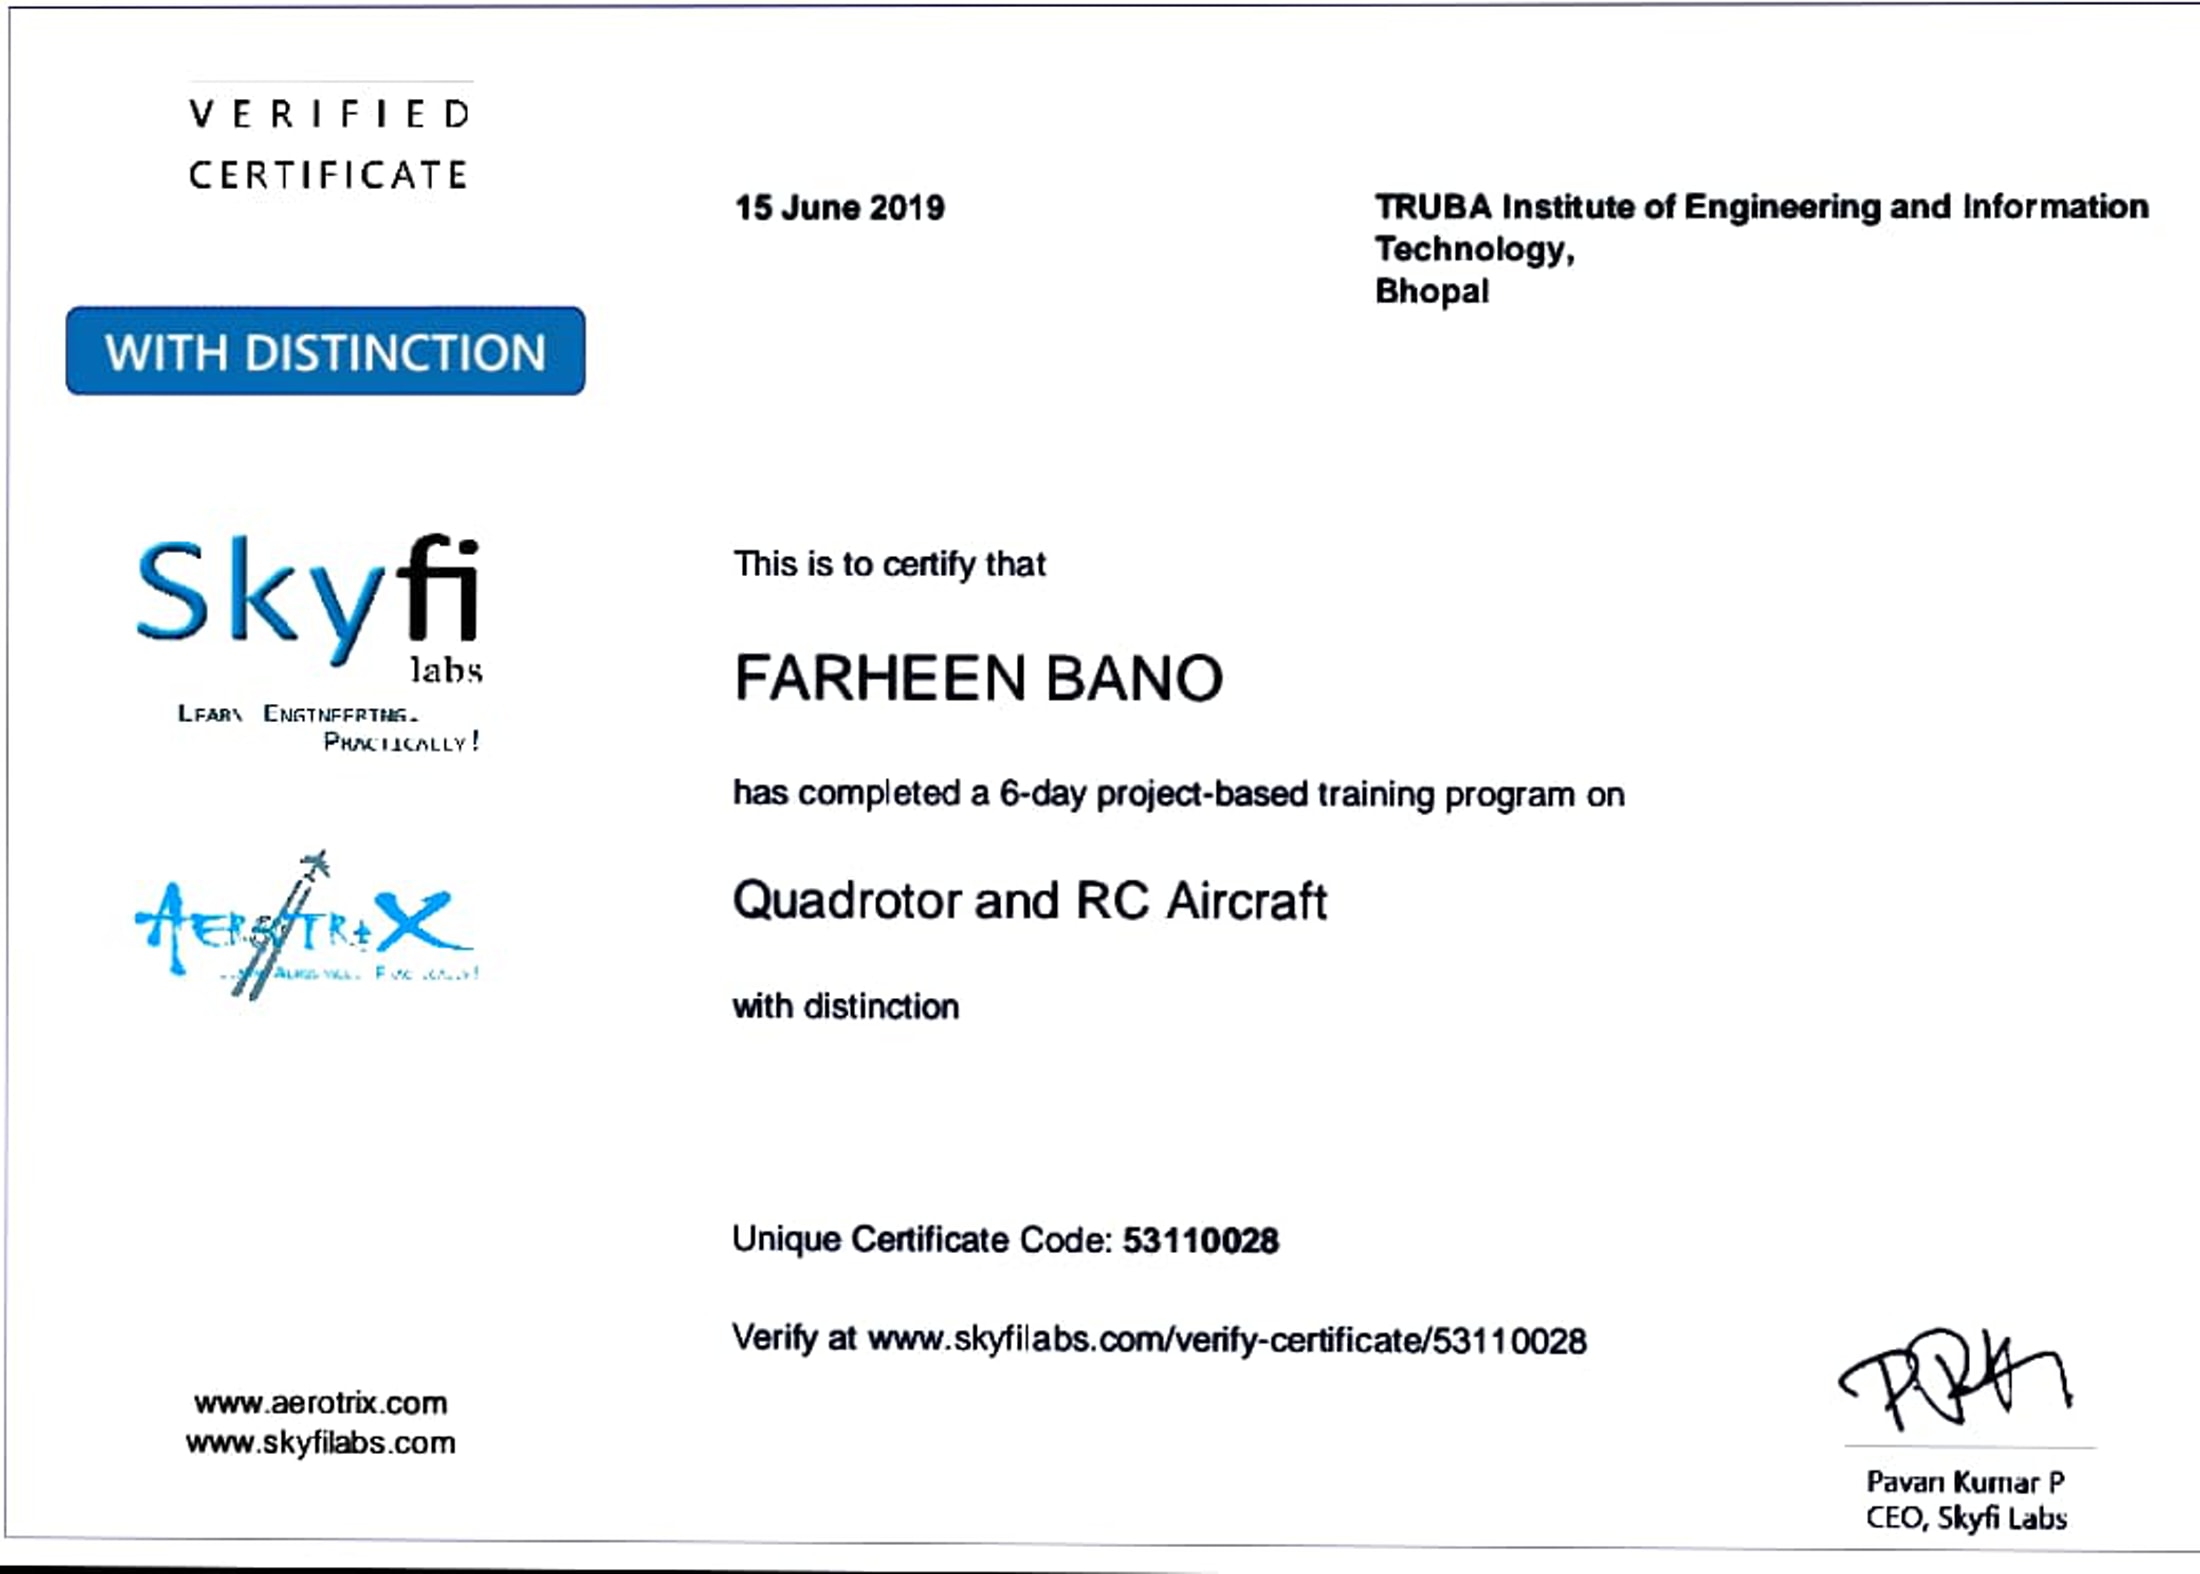 VERIFIED
CERTIFICATE
WITH DISTINCTION
15 June 2019
TRUBA Institute of Engineering and Information
Technology,
Bhopal
Skyfi
labs
LEARN ENGINEERING.
PRACTICALLY!
AEROTRIX
This is to certify that
FARHEEN BANO
has completed a 6-day project-based training program on
Quadrotor and RC Aircraft
with distinction
Unique Certificate Code: 53110028
Verify at www.skyfilabs.com/verify-certificate/53110028
www.aerotrix.com
www.skyfilabs.com
Pavan Kumar P
CEO, Skyfi Labs